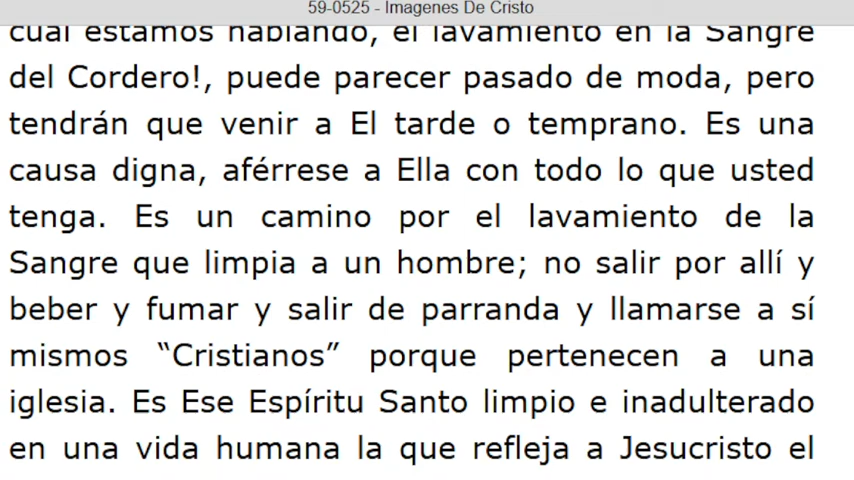 59-0525 - Imagenes De Cristo
cual estamos hablando, el lavamiento en la Sangre
del Cordero!, puede parecer pasado de moda, pero
tendrán que venir a El tarde o temprano. Es una
causa digna, aférrese a Ella con todo lo que usted
tenga. Es un camino por el lavamiento de la
Sangre que limpia a un hombre; no salir por allí y
beber y fumar y salir de parranda y llamarse a sí
mismos “Cristianos” porque pertenecen a una
iglesia. Es Ese Espíritu Santo limpio e inadulterado
en una vida humana la que refleja a Jesucristo el